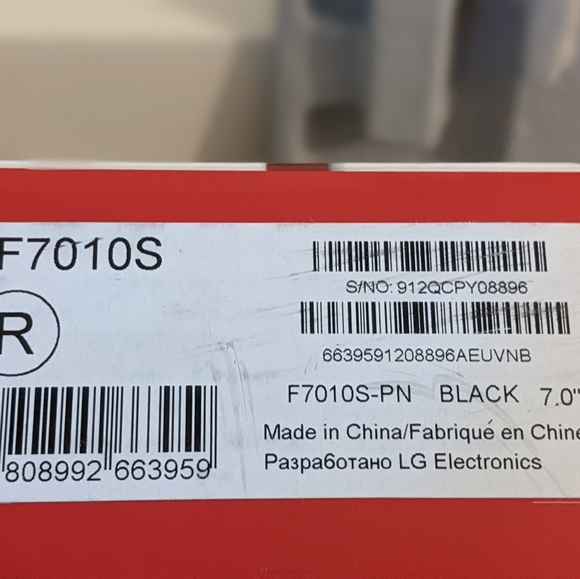 F7010S
R
808992 663959
S/NO: 912QCPY08896
6639591208896AEUVNB
F7010S-PN BLACK 7.0"
Made in China/Fabriqué en Chine
Разработано LG Electronics